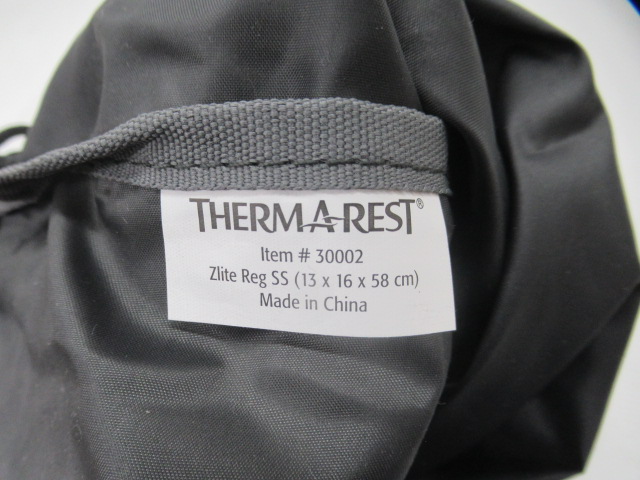 THERM-A-REST®
Item # 30002
Zlite Reg SS (13 x 16 x 58 cm)
Made in China